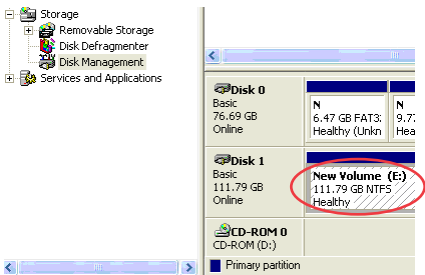 Storage
Removable Storage
Disk Defragmenter
Disk Management
Services and Applications
Disk 0
Basic
76.69 GB
Online
N
6.47 GB FAT3:
Healthy (Unkn
N
9.77
Hea
Disk 1
Basic
111.79 GB
Online
New Volume (E:)
111.79 GB NTFS
Healthy
CD-ROM 0
CD-ROM (D:)
Primary partition